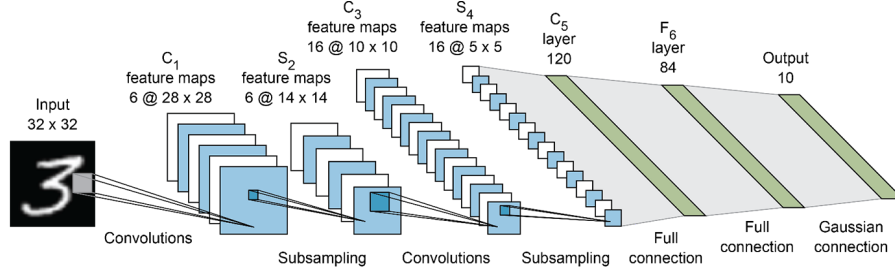 Input
32 x 32
C1
feature maps
6 @ 28 x 28
S2
feature maps
6 @ 14 x 14
C3
feature maps
16 @ 10 x 10
S4
feature maps
16 @ 5 x 5
C5
layer
120
F6
layer
84
Output
10
3
Convolutions
Subsampling
Convolutions
Subsampling
Full
connection
Full
connection
Gaussian
connection